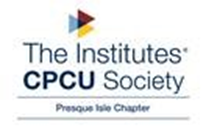 The Institutes®
CPCU Society
Presque Isle Chapter